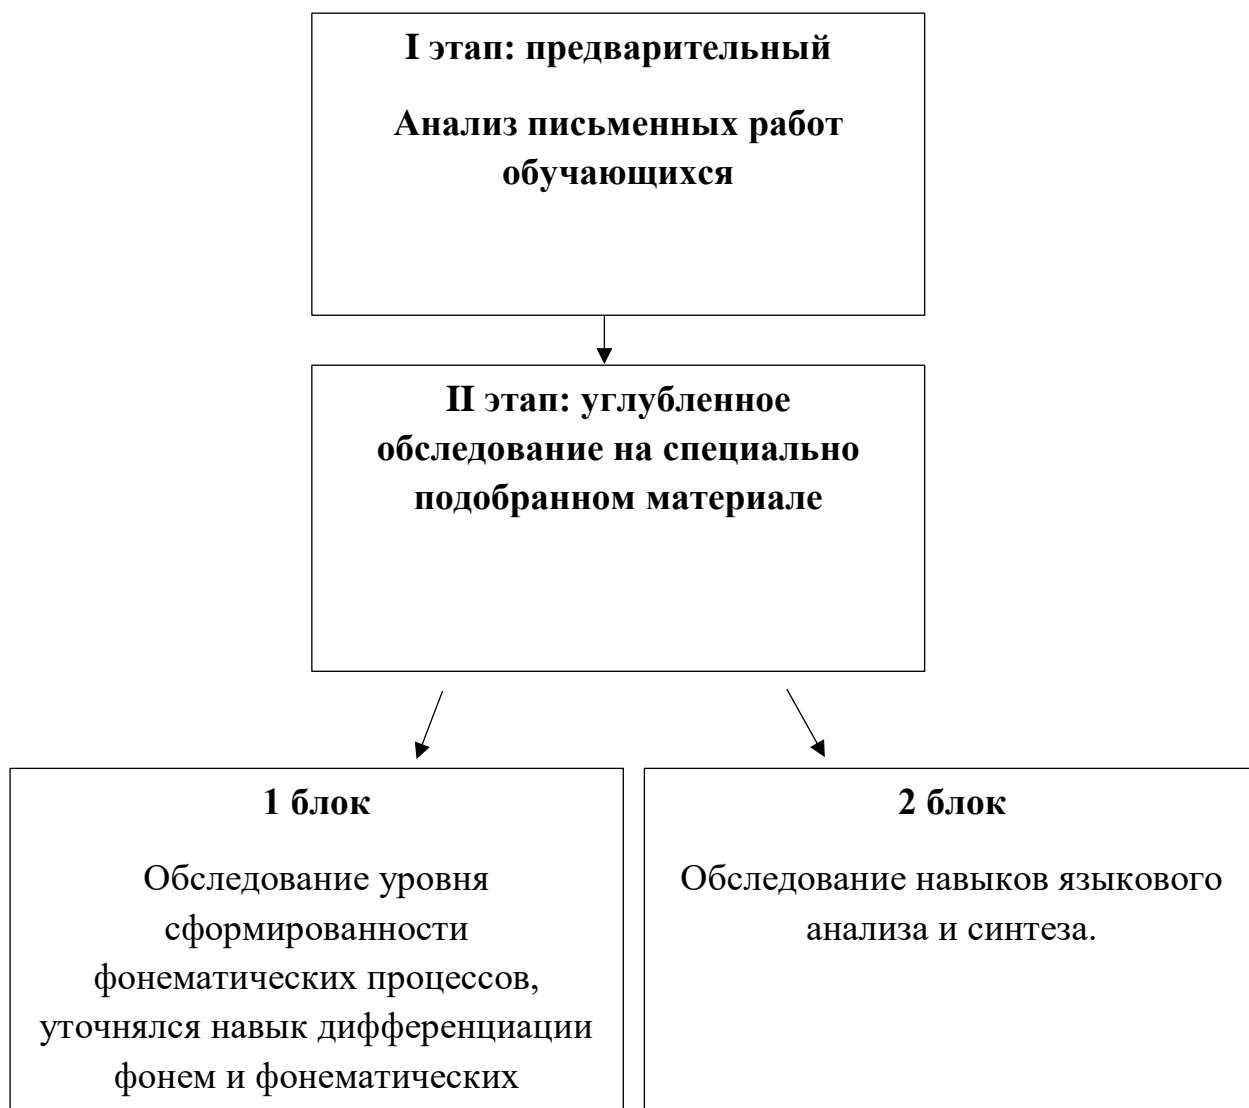 I этап: предварительный
Анализ письменных работ
обучающихся
II этап: углубленное
обследование на специально
подобранном материале
1 блок
Обследование уровня
сформированности
фонематических процессов,
уточнялся навык дифференциации
фонем и фонематических
2 блок
Обследование навыков языкового
анализа и синтеза.